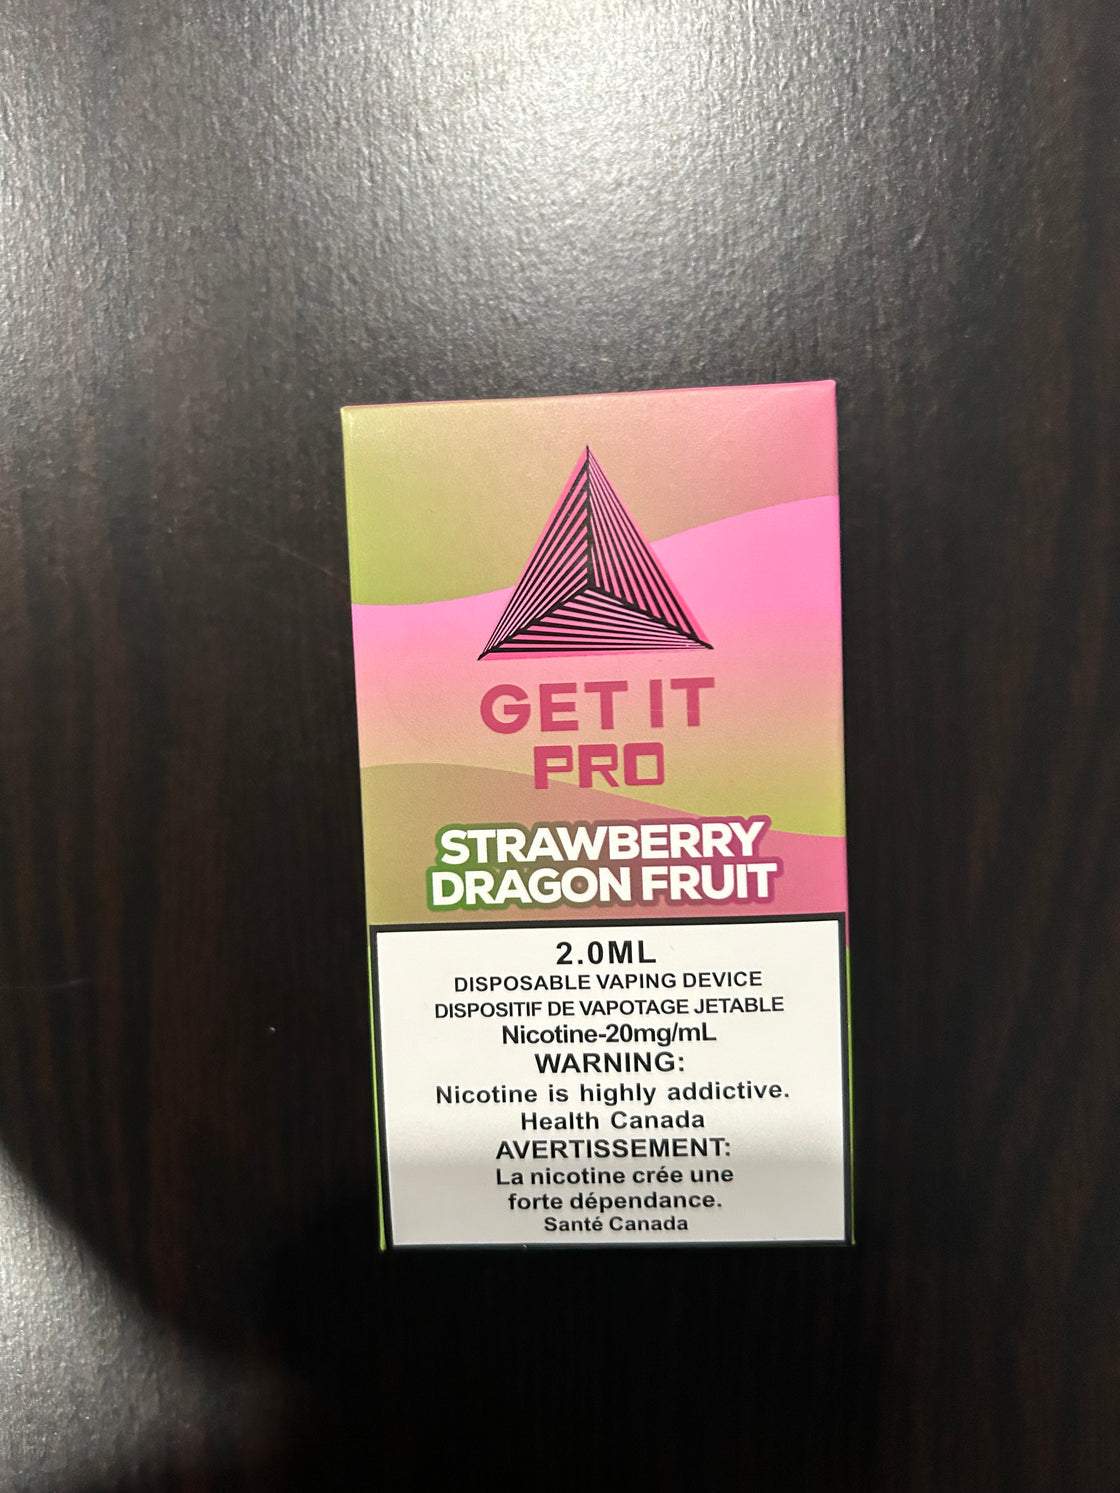 GET IT
PRO
STRAWBERRY
DRAGON FRUIT
2.0ML
DISPOSABLE VAPING DEVICE
DISPOSITIF DE VAPOTAGE JETABLE
Nicotine-20mg/mL
WARNING:
Nicotine is highly addictive.
Health Canada
AVERTISSEMENT:
La nicotine crée une
forte dépendance.
Santé Canada